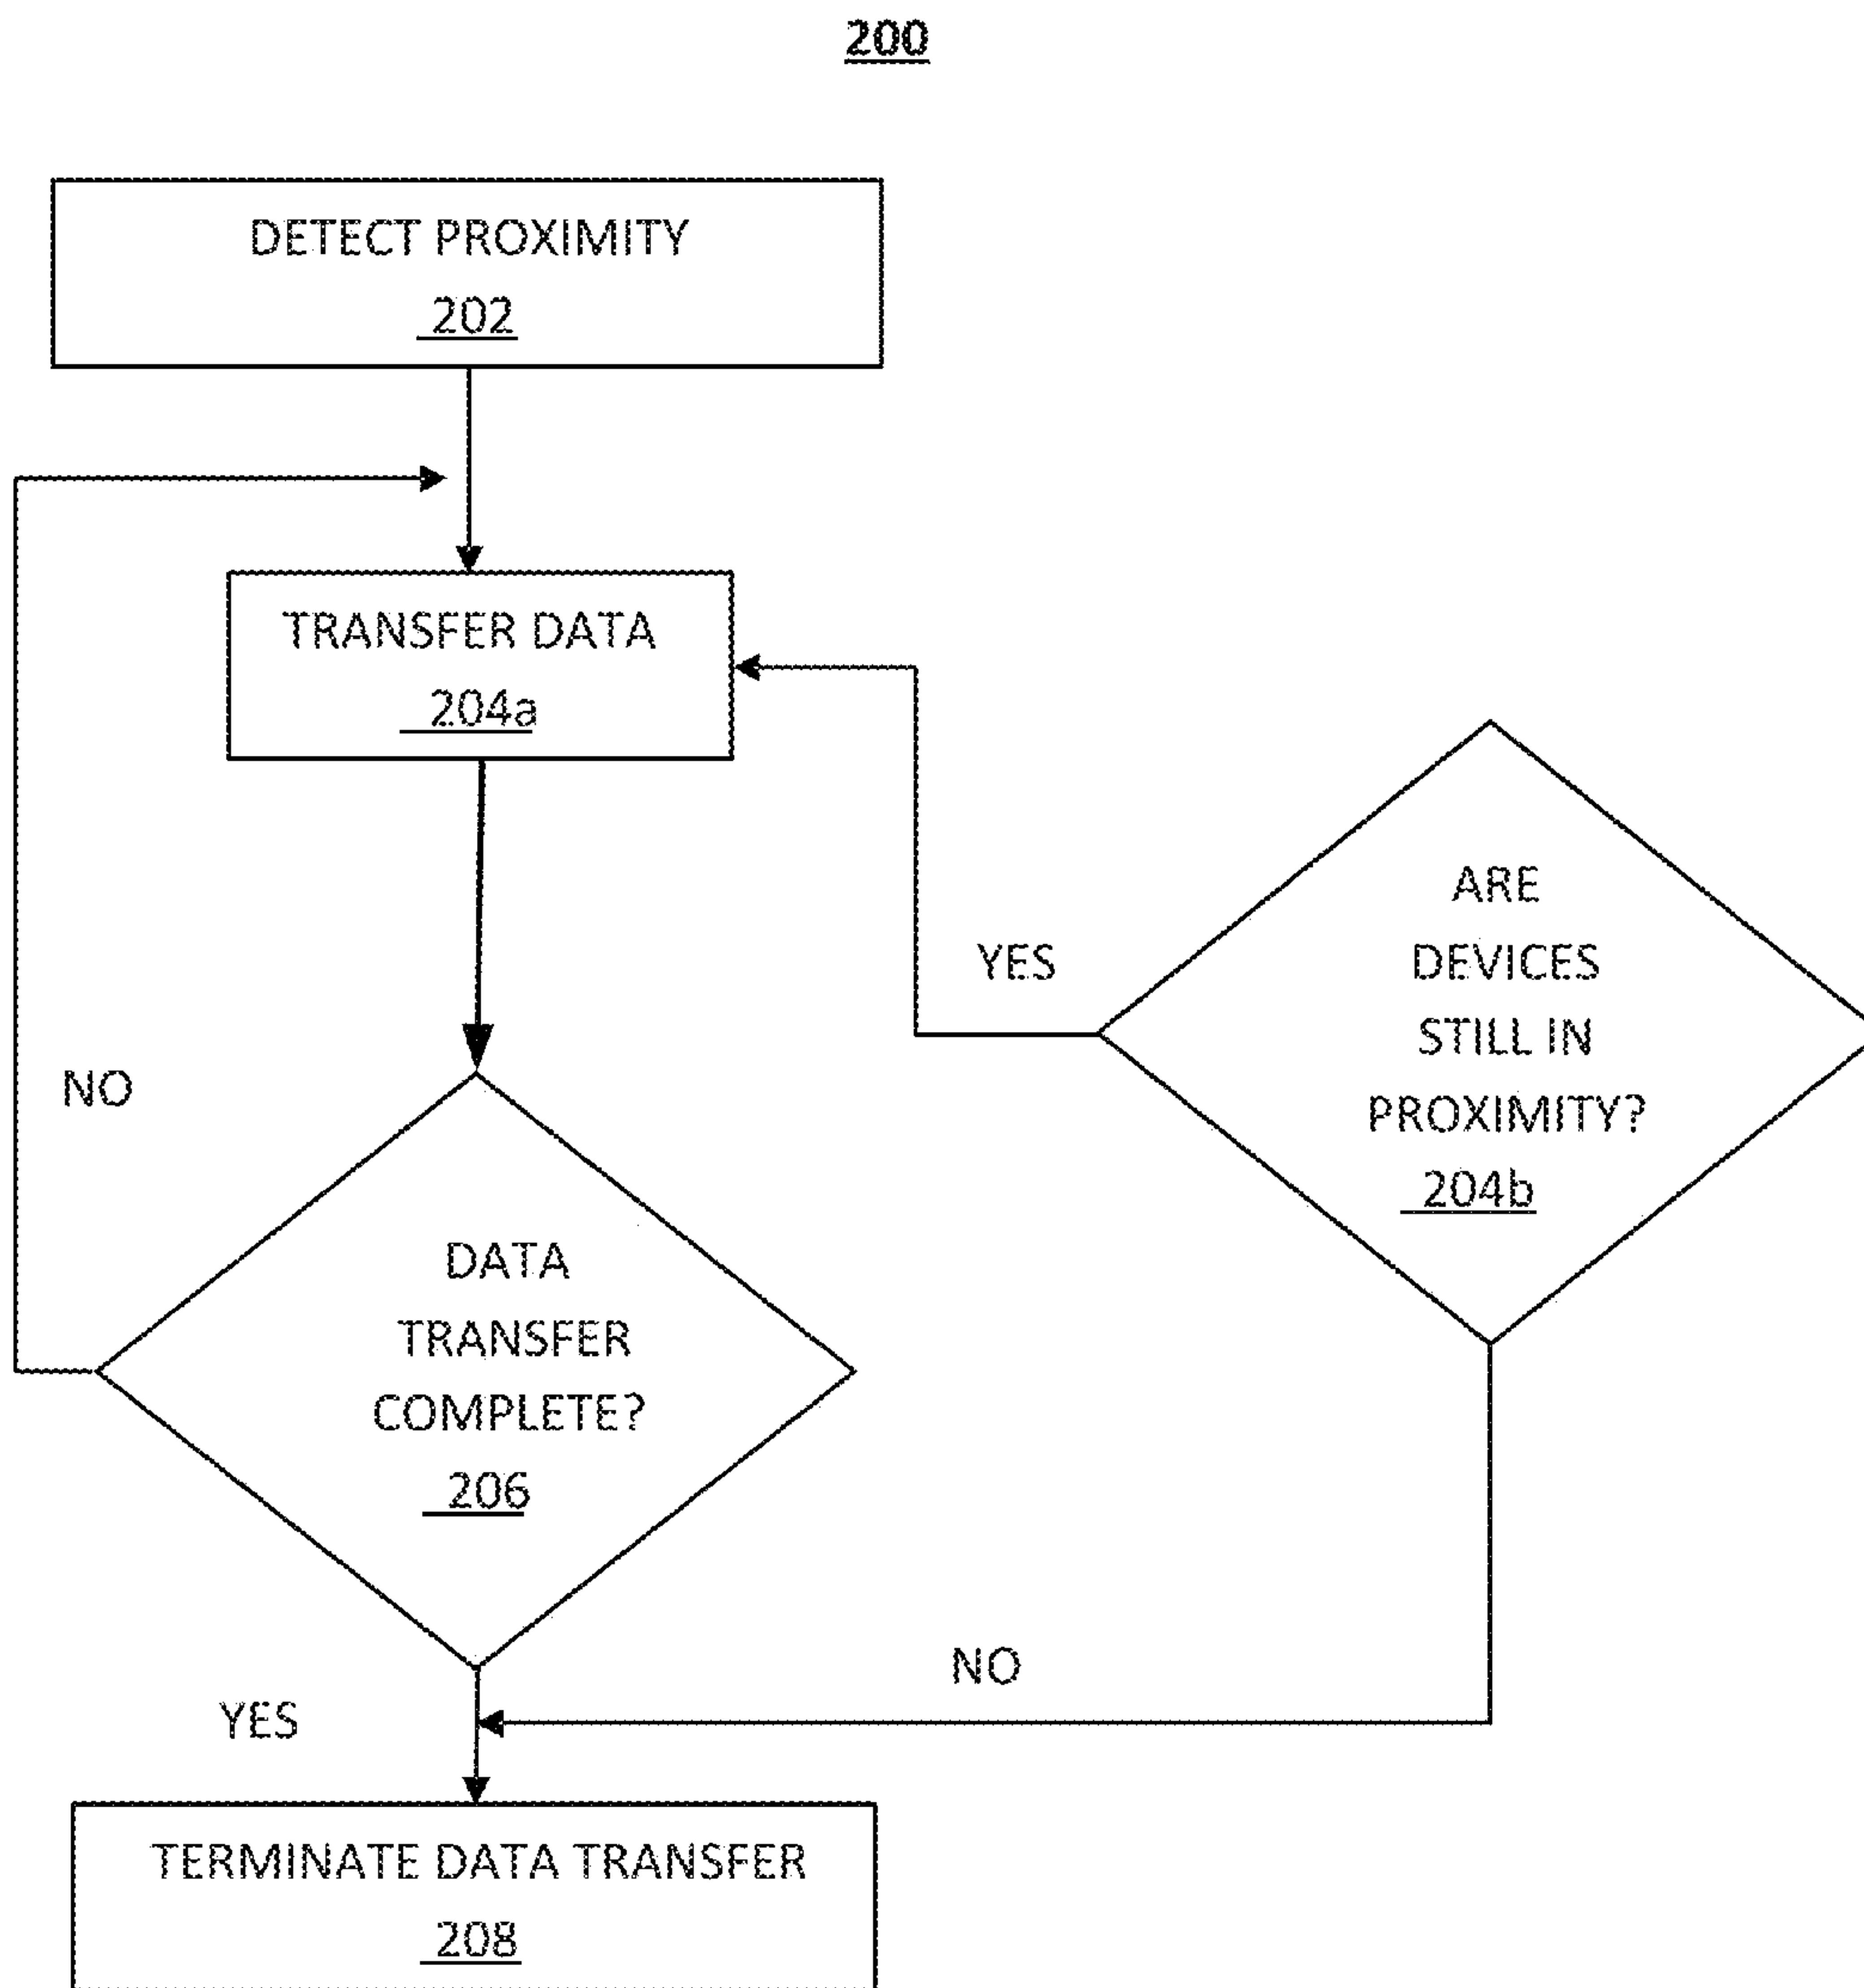 200
DETECT PROXIMITY
202
TRANSFER DATA
204a
YES
ARE
DEVICES
STILL IN
PROXIMITY?
204b
NO
DATA
TRANSFER
COMPLETE?
206
NO
YES
TERMINATE DATA TRANSFER
208